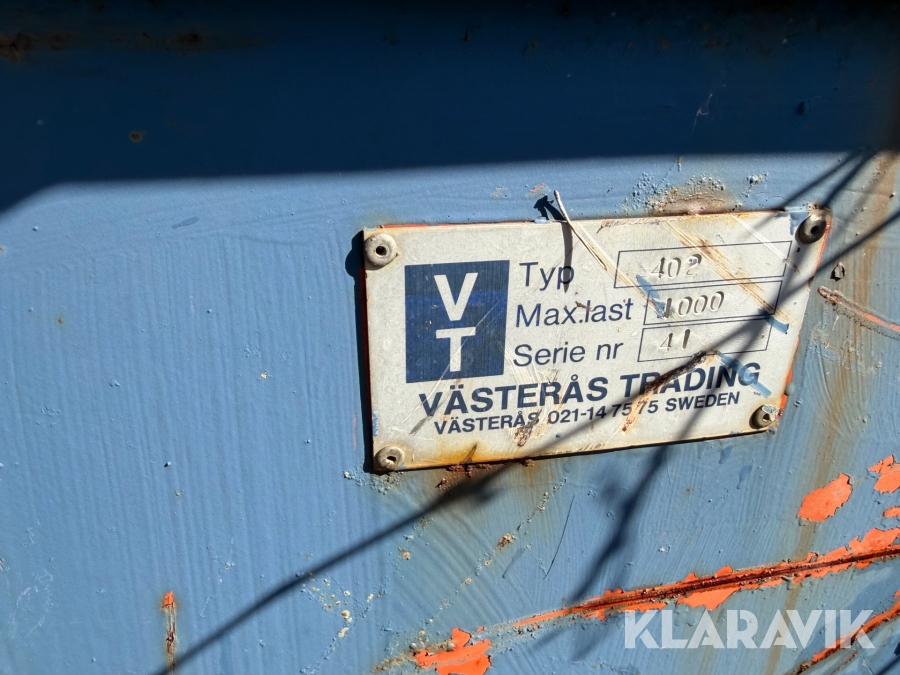 VT
Typ 402
Max.last 1000
Serie nr 41
VÄSTERÅS TRADING
VÄSTERÅS 021-14 75 75 SWEDEN
KLARAVIK